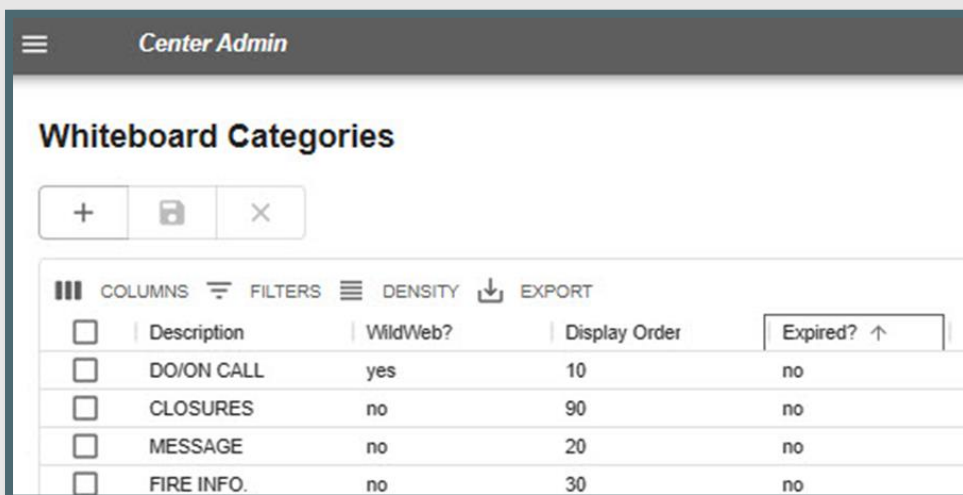 Center Admin
Whiteboard Categories
COLUMNS FILTERS DENSITY EXPORT
Description WildWeb? Display Order Expired?
DO/ON CALL yes 10 no
CLOSURES no 90 no
MESSAGE no 20 no
FIRE INFO. no 30 no